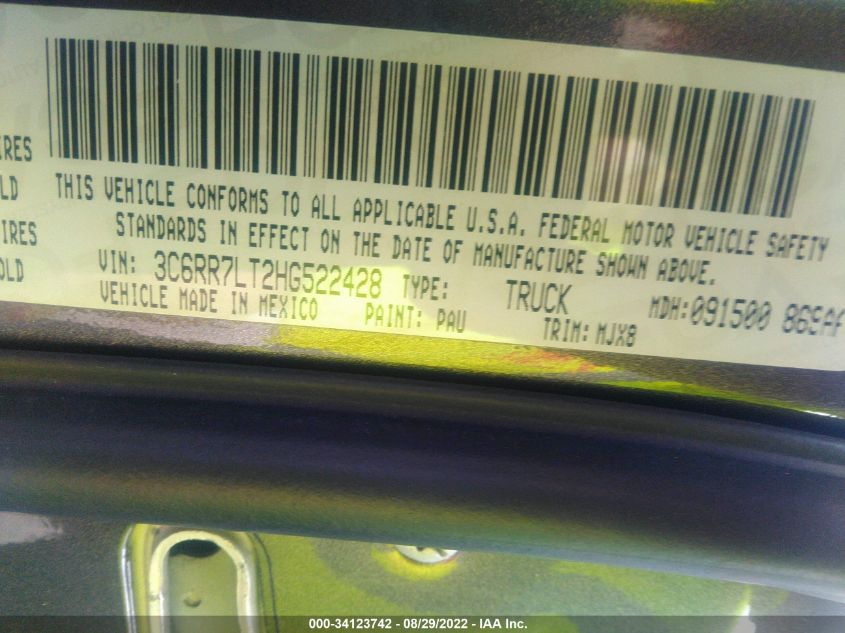 IRES
LD
IRES
OLD
THIS VEHICLE CONFORMS TO ALL APPLICABLE U.S.A. FEDERAL MOTOR VEHICLE SAFETY
STANDARDS IN EFFECT ON THE DATE OF MANUFACTURE SHOWN ABOVE.
VIN: 3C6RR7LT2HG522428 TYPE: TRUCK MDH:091500 869AF
VEHICLE MADE IN MEXICO PAINT: PAU TRIM: MJX8
000-34123742 - 08/29/2022 - IAA Inc.